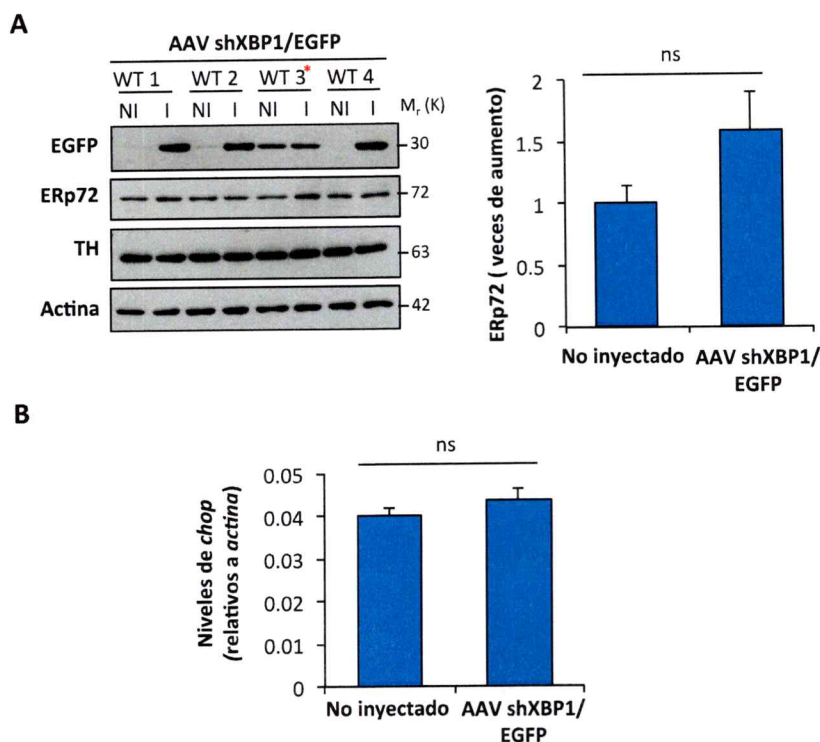 A
AAV shXBP1/EGFP
WT 1 WT 2 WT 3* WT 4
NI I NI I NI I NI I Mr (K)
EGFP 30
ERp72 72
TH 63
Actina 42
ns
ERp72 ( veces de aumento)
2
1.5
1
0.5
0
No inyectado AAV shXBP1/
EGFP
B
ns
Niveles de chop
(relativos a actina)
0.05
0.04
0.03
0.02
0.01
0
No inyectado AAV shXBP1/
EGFP